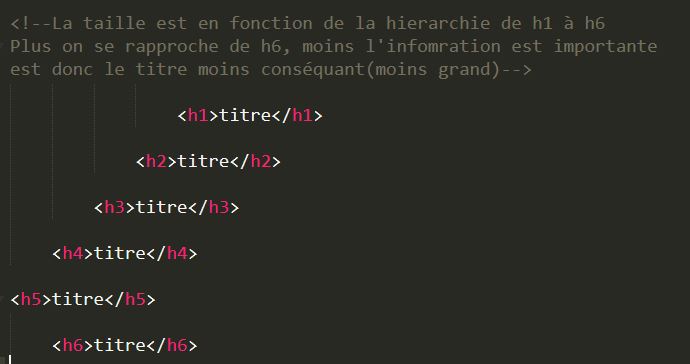 <!--La taille est en fonction de la hierarchie de h1 à h6
Plus on se rapproche de h6, moins l'infomration est importante
est donc le titre moins conséquant(moins grand)-->
<h1>titre</h1>
<h2>titre</h2>
<h3>titre</h3>
<h4>titre</h4>
<h5>titre</h5>
<h6>titre</h6>